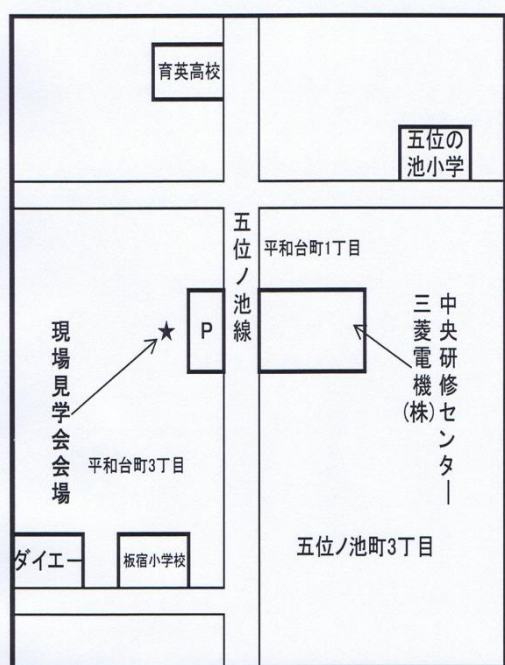 育英高校
五位の
池小学
五位ノ池線
平和台町1丁目
P
★
現場見学会会場
中央研修センター
三菱電機(株)
平和台町3丁目
ダイエー
板宿小学校
五位ノ池町3丁目